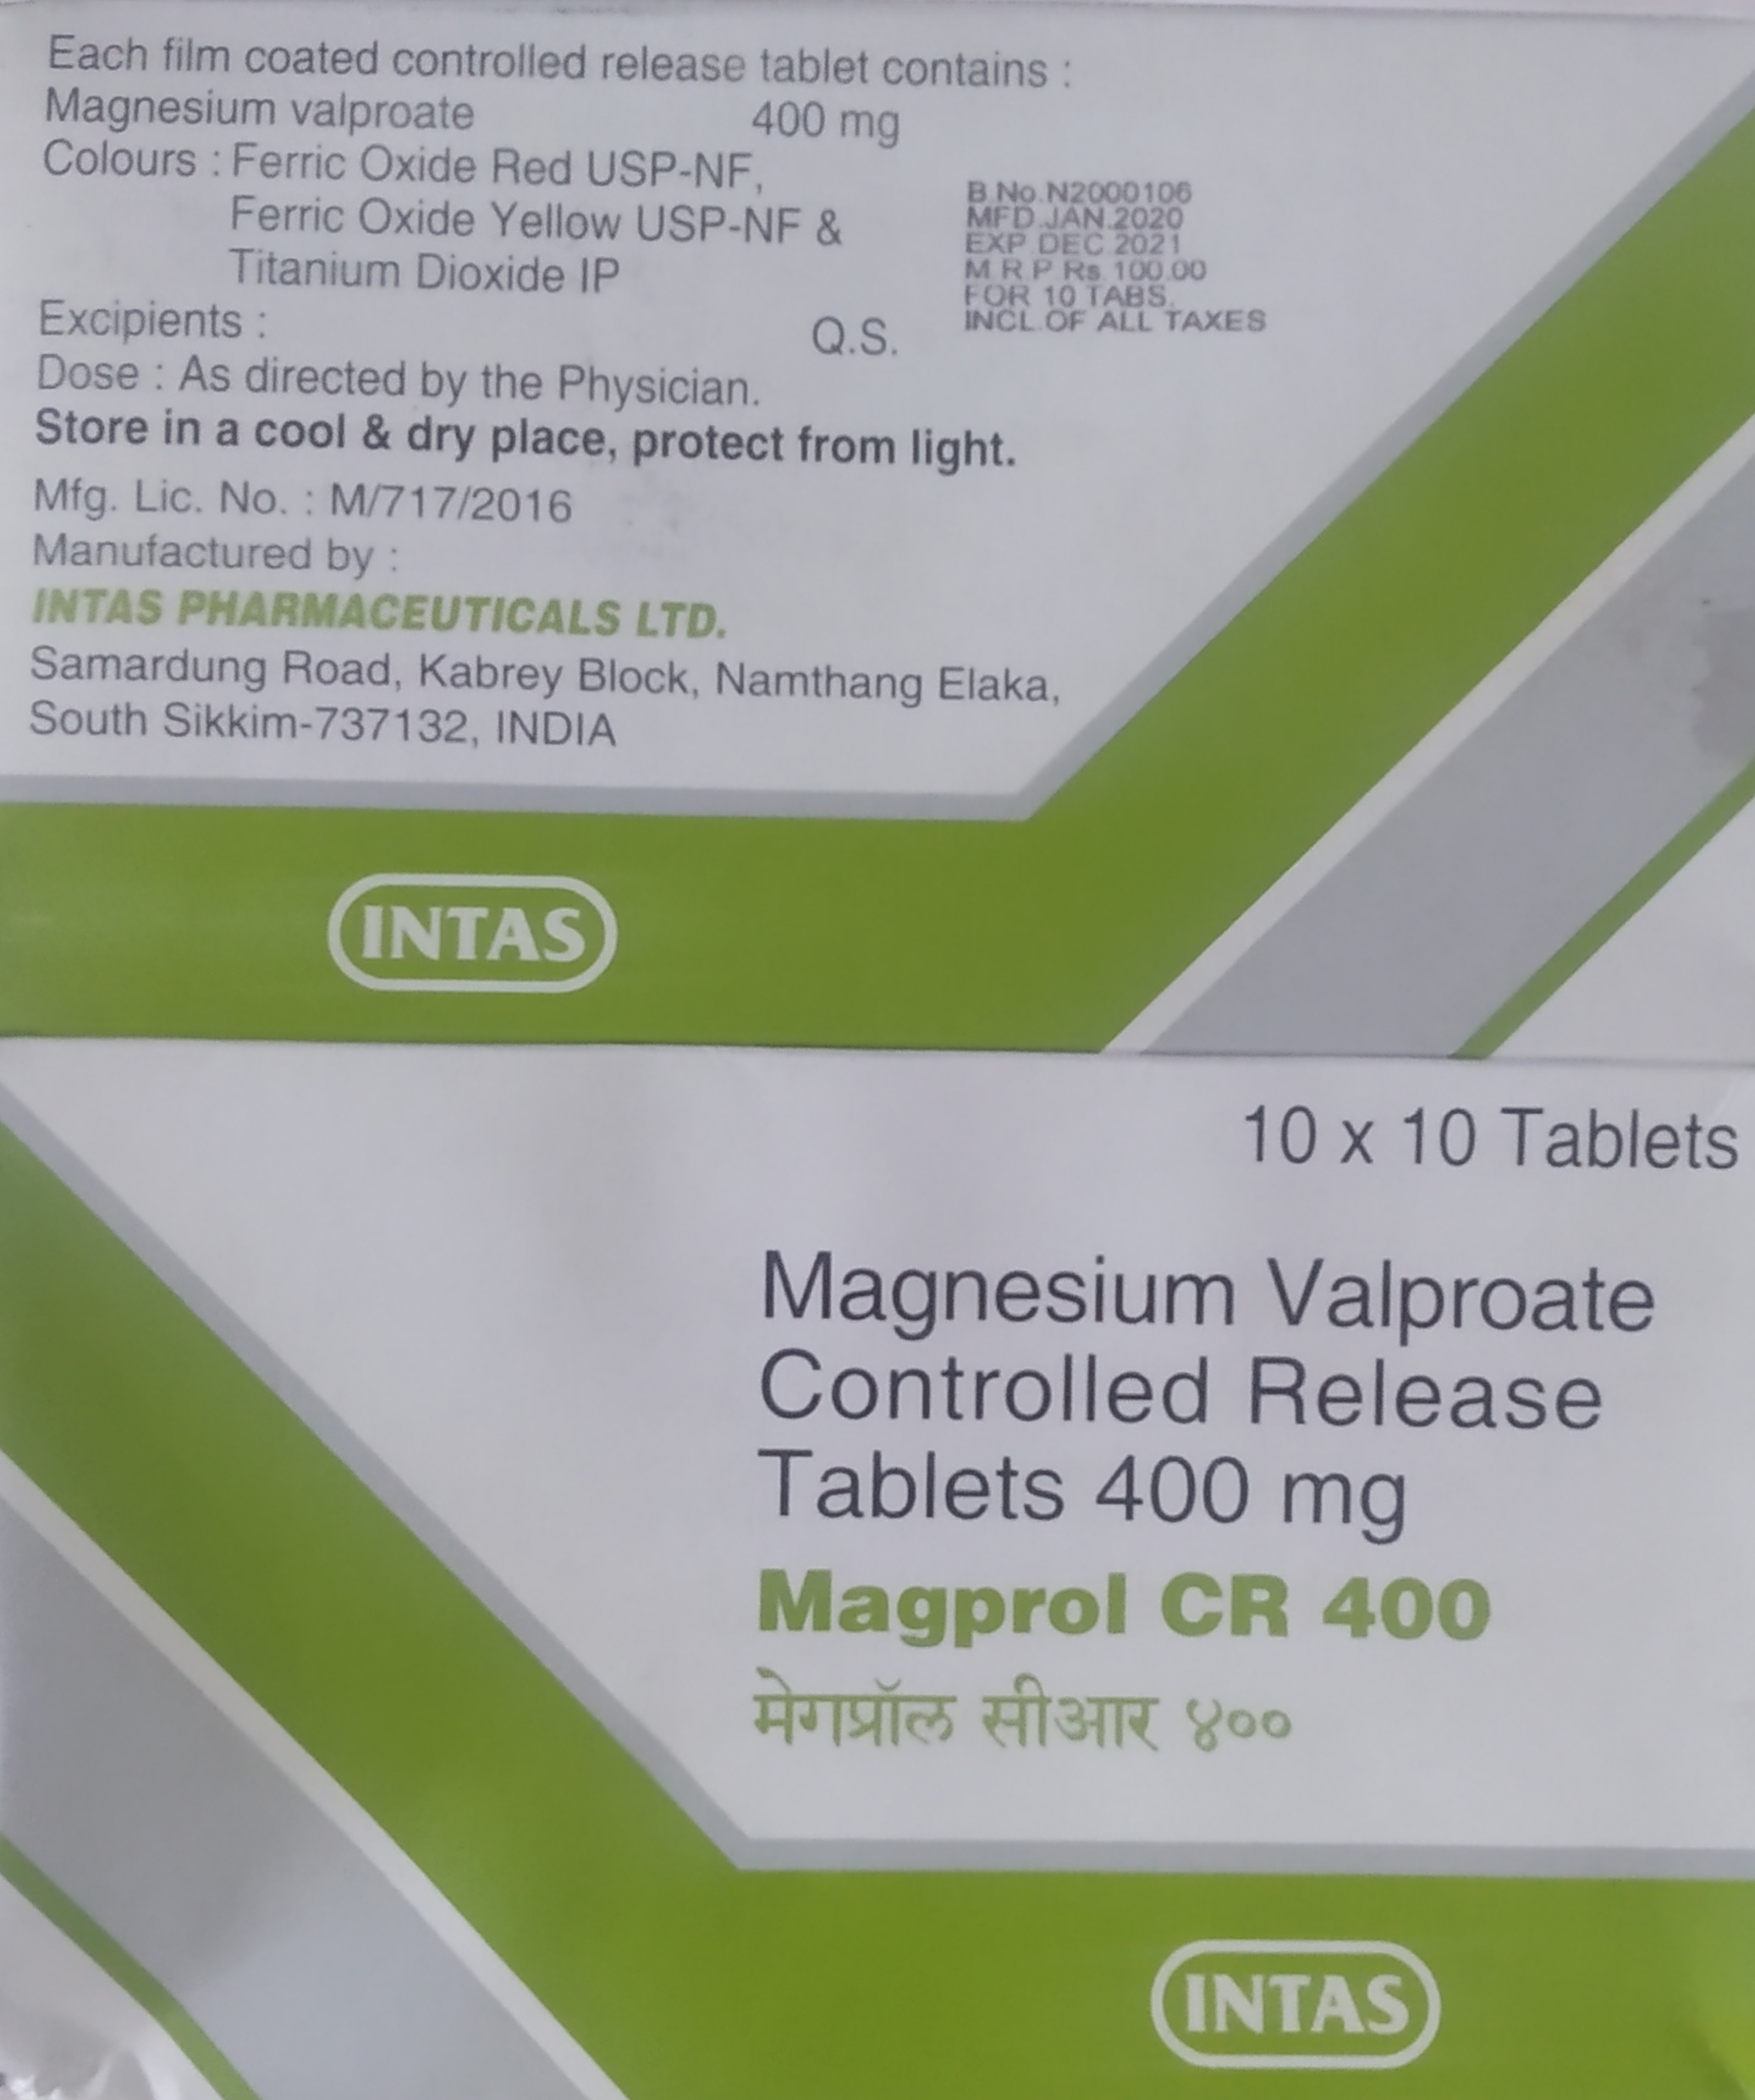 Each film coated controlled release tablet contains :
Magnesium valproate 400 mg
Colours : Ferric Oxide Red USP-NF,
Ferric Oxide Yellow USP-NF &
Titanium Dioxide IP
Excipients : Q.S.
Dose : As directed by the Physician.
Store in a cool & dry place, protect from light.
Mfg. Lic. No. : M/717/2016
Manufactured by :
INTAS PHARMACEUTICALS LTD.
Samardung Road, Kabrey Block, Namthang Elaka,
South Sikkim-737132, INDIA
B.No.N2000106
MFD.JAN.2020
EXP.DEC 2021
M.R.P.Rs.100.00
FOR 10 TABS.
INCL.OF ALL TAXES
INTAS
10 x 10 Tablets
Magnesium Valproate
Controlled Release
Tablets 400 mg
Magprol CR 400
मेगप्रॉल सीआर ४००
INTAS